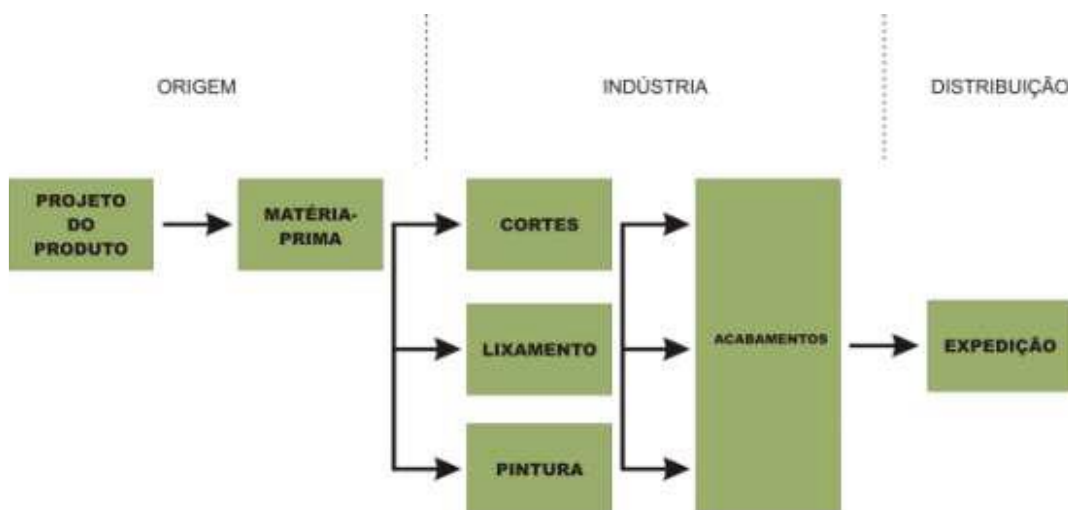 ORIGEM
INDÚSTRIA
DISTRIBUIÇÃO
PROJETO
DO
PRODUTO
MATÉRIA-
PRIMA
CORTES
LIXAMENTO
PINTURA
ACABAMENTOS
EXPEDIÇÃO